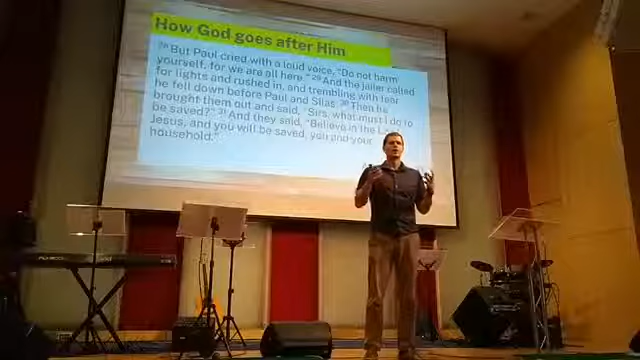 How God goes after Him
28 But Paul cried with a loud voice, "Do not harm
yourself, for we are all here." 29 And the jailer called
for lights and rushed in, and trembling with fear
he fell down before Paul and Silas. 30 Then he
brought them out and said, "Sirs, what must I do to
be saved?" 31 And they said, "Believe in the
Jesus, and you will be saved, you and your
household."